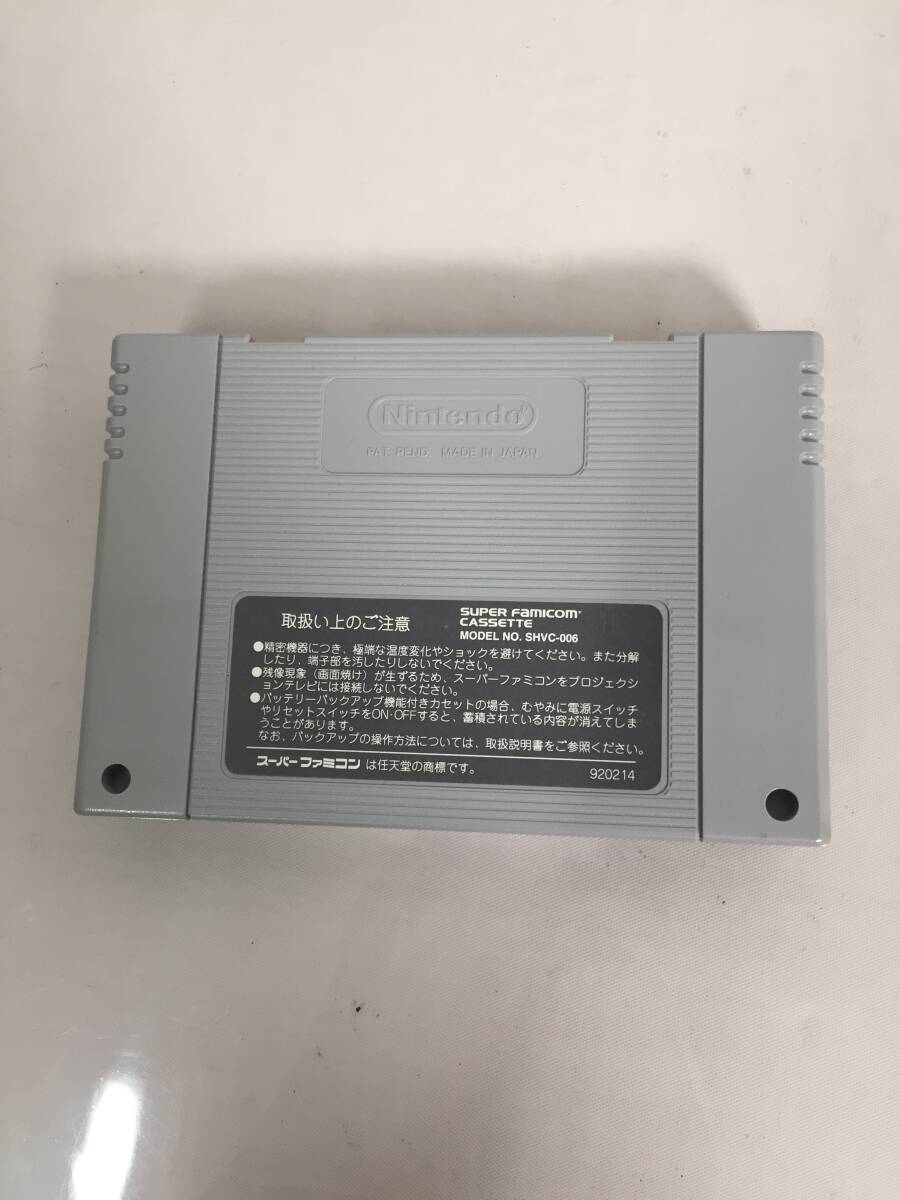 Nintendo®
PAT. PEND. MADE IN JAPAN
取扱い上のご注意
SUPER FAMICOM®
CASSETTE
MODEL NO. SHVC-006
●精密機器につき、極端な温度変化やショックを避けてください。また分解
したり、端子部を汚したりしないでください。
●残像現象（画面焼け）が生ずるため、スーパーファミコンをプロジェクシ
ョンテレビには接続しないでください。
●バッテリーバックアップ機能付きカセットの場合、むやみに電源スイッチ
やリセットスイッチをON・OFFすると、蓄積されている内容が消えてしま
うことがあります。
なお、バックアップの操作方法については、取扱説明書をご参照ください。
スーパーファミコンは任天堂の商標です。
920214